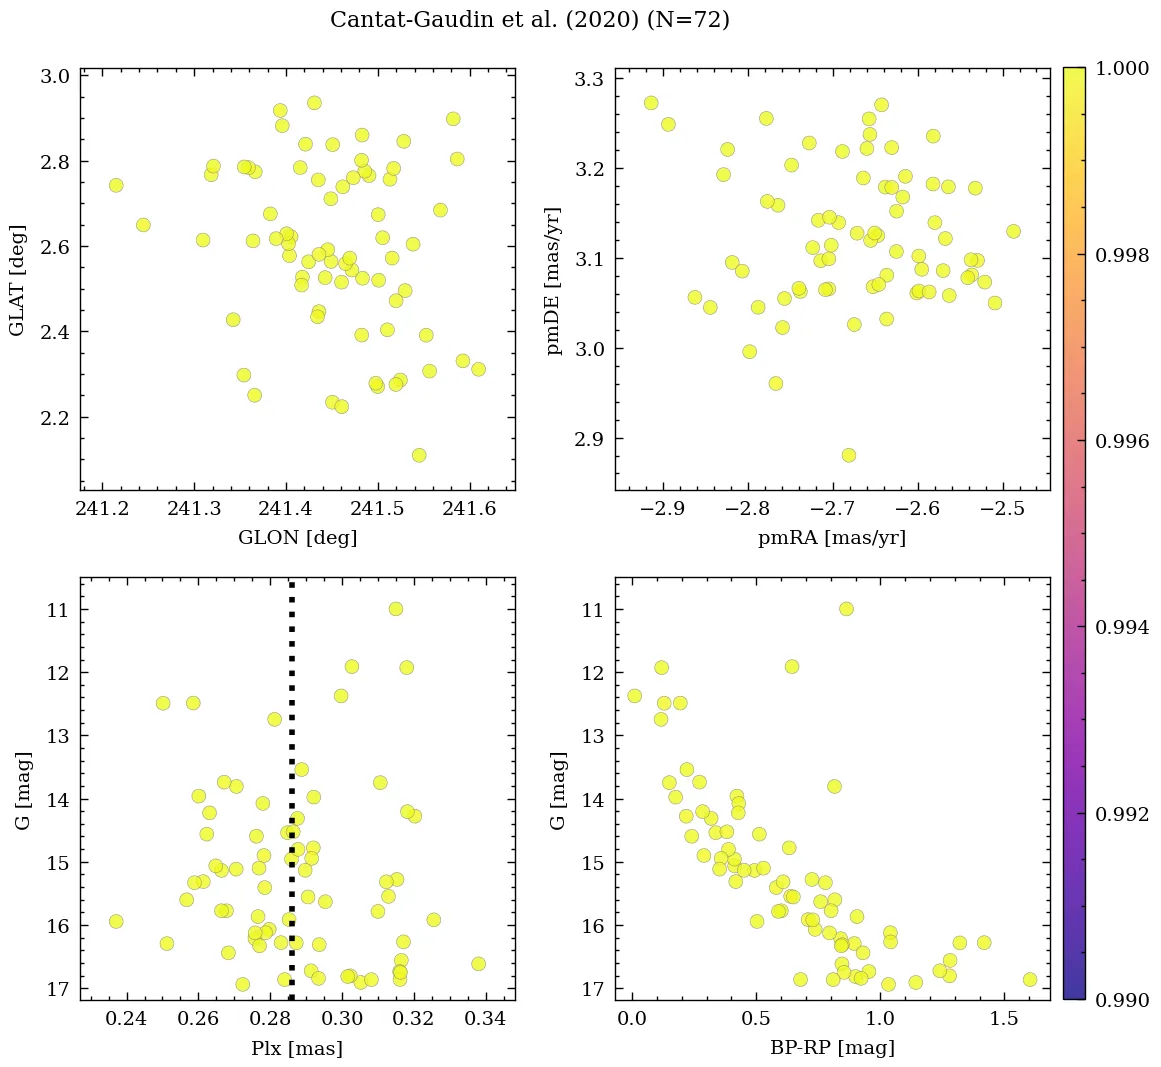 Cantat-Gaudin et al. (2020) (N=72)
3.0
2.8
2.6
2.4
2.2
GLAT [deg]
241.2 241.3 241.4 241.5 241.6
GLON [deg]
3.3
3.2
3.1
3.0
2.9
pmDE [mas/yr]
−2.9 −2.8 −2.7 −2.6 −2.5
pmRA [mas/yr]
1.000
0.998
0.996
0.994
0.992
0.990
11
12
13
14
15
16
17
G [mag]
0.24 0.26 0.28 0.30 0.32 0.34
Plx [mas]
11
12
13
14
15
16
17
G [mag]
0.0 0.5 1.0 1.5
BP-RP [mag]